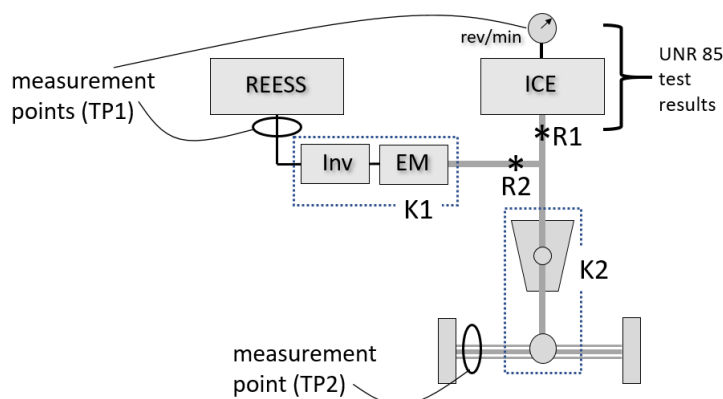 rev/min
UNR 85
test
results
measurement
points (TP1)
REESS
ICE
*R1
Inv
EM
*
R2
K1
K2
measurement
point (TP2)